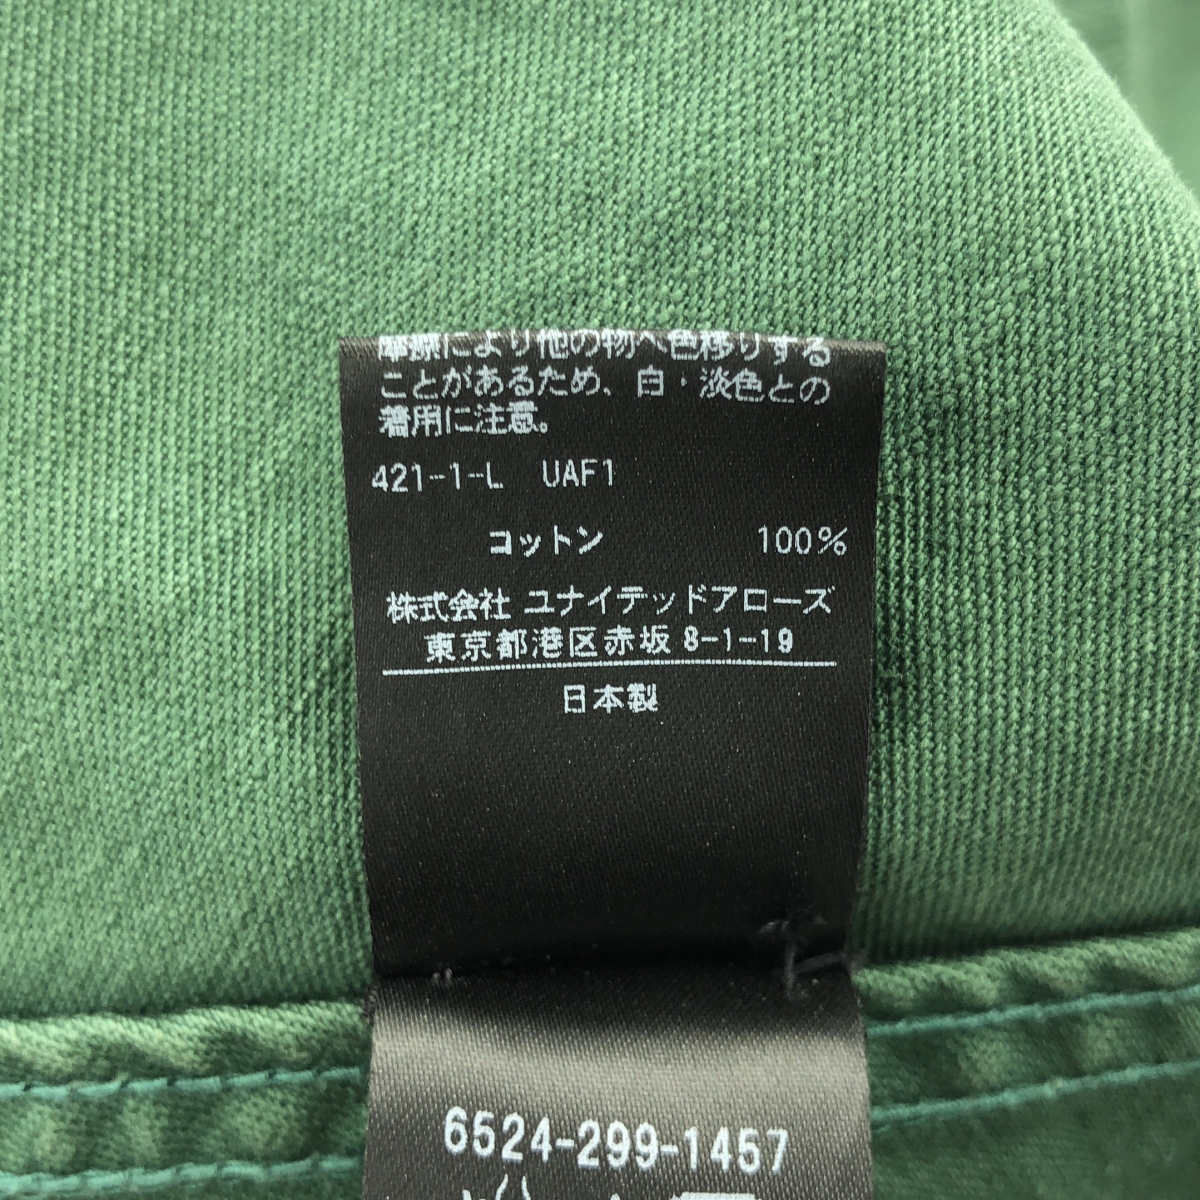 摩擦により他の物へ色移りする
ことがあるため、白・淡色との
着用に注意。
421-1-L UAF1
コットン 100%
株式会社 ユナイテッドアローズ
東京都港区赤坂 8-1-19
日本製
6524-299-1457